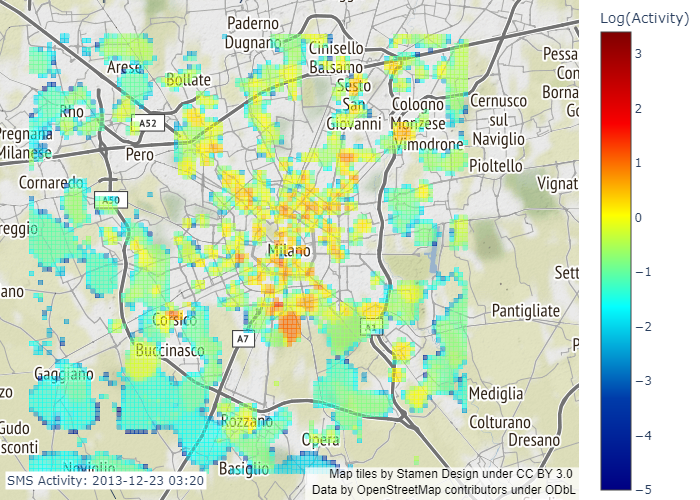 Log(Activity)
3
2
1
0
−1
−2
−3
−4
−5
Paderno
Dugnano
Cinisello
Balsamo
Arese
Bollate
Sesto
San
Giovanni
Pessa
Con
Borna
Go
Rho
A52
Cologno
Monzese
Cernusco
sul
Naviglio
Pregnana
Milanese
Pero
Vimodrone
Pioltello
Cornaredo
A50
Vignat
reggio
Milano
Sett
ano
Corsico
A1
Pantigliate
Buccinasco
A7
P
Gaggiano
zo
Mediglia
Gudo
sconti
Rozzano
Opera
Colturano
Dresano
Noviglio
Basiglio
SMS Activity: 2013-12-23 03:20
Map tiles by Stamen Design under CC BY 3.0
Data by OpenStreetMap contributors under ODbL